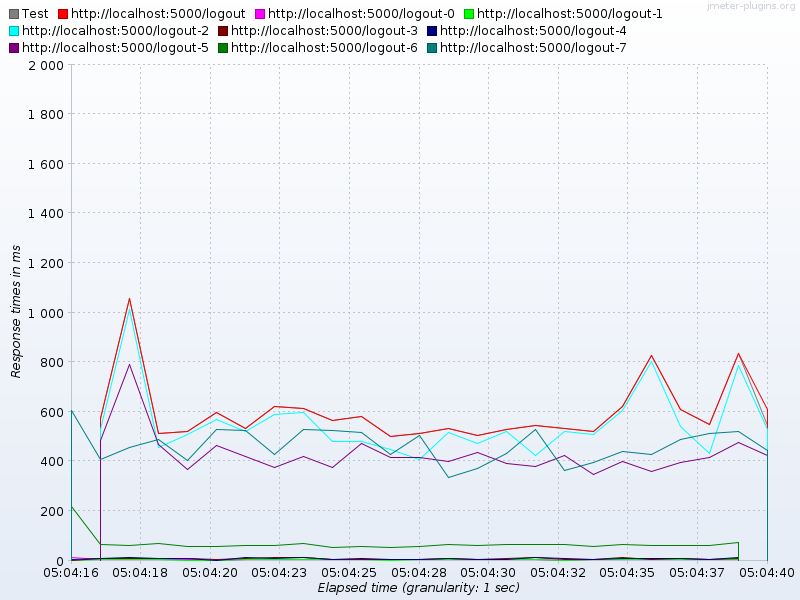 jmeter-plugins.org
Test http://localhost:5000/logout http://localhost:5000/logout-0 http://localhost:5000/logout-1
http://localhost:5000/logout-2 http://localhost:5000/logout-3 http://localhost:5000/logout-4
http://localhost:5000/logout-5 http://localhost:5000/logout-6 http://localhost:5000/logout-7
2 000
1 800
1 600
1 400
1 200
1 000
800
600
400
200
0
Response times in ms
05:04:16 05:04:18 05:04:20 05:04:23 05:04:25 05:04:28 05:04:30 05:04:32 05:04:35 05:04:37 05:04:40
Elapsed time (granularity: 1 sec)